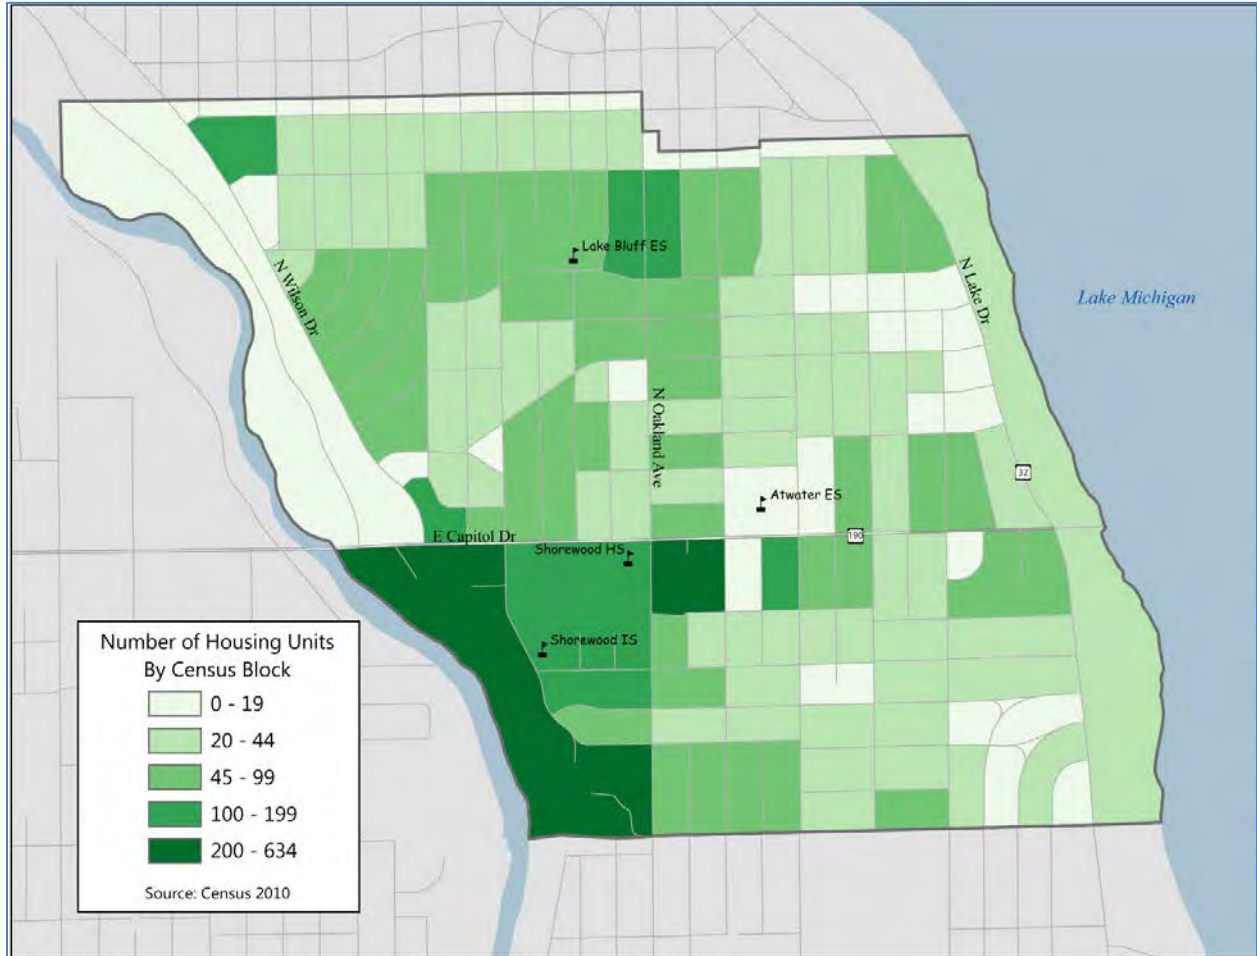 Lake Bluff ES
N Wilson Dr
N Lake Dr
Lake Michigan
N Oakland Ave
32
Atwater ES
E Capitol Dr
190
Shorewood HS
Shorewood IS
Number of Housing Units
By Census Block
0 - 19
20 - 44
45 - 99
100 - 199
200 - 634
Source: Census 2010